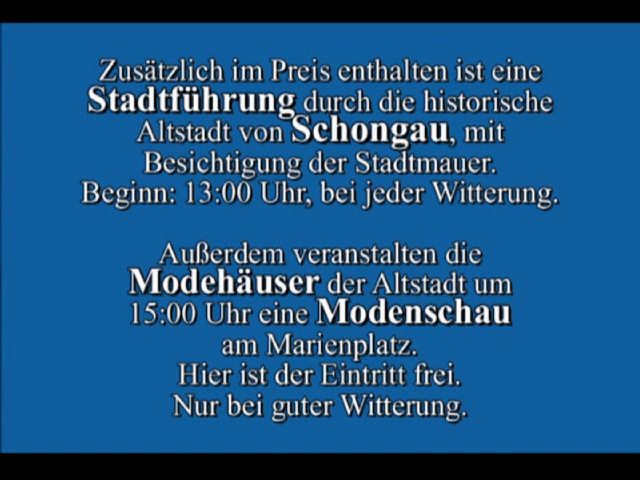 Zusätzlich im Preis enthalten ist eine
Stadtführung durch die historische
Altstadt von Schongau, mit
Besichtigung der Stadtmauer.
Beginn: 13:00 Uhr, bei jeder Witterung.
Außerdem veranstalten die
Modehäuser der Altstadt um
15:00 Uhr eine Modenschau
am Marienplatz.
Hier ist der Eintritt frei.
Nur bei guter Witterung.